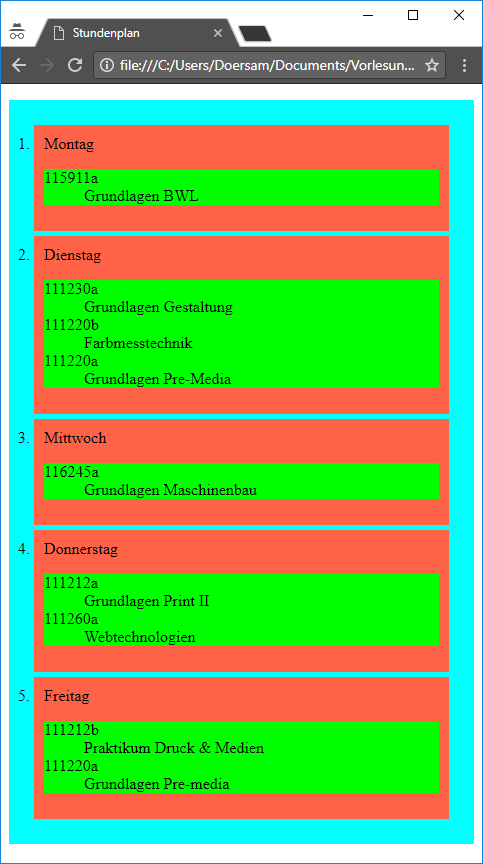 Stundenplan
file:///C:/Users/Doersam/Documents/Vorlesun...
1. Montag
115911a
Grundlagen BWL
2. Dienstag
111230a
Grundlagen Gestaltung
111220b
Farbmesstechnik
111220a
Grundlagen Pre-Media
3. Mittwoch
116245a
Grundlagen Maschinenbau
4. Donnerstag
111212a
Grundlagen Print II
111260a
Webtechnologien
5. Freitag
111212b
Praktikum Druck & Medien
111220a
Grundlagen Pre-media